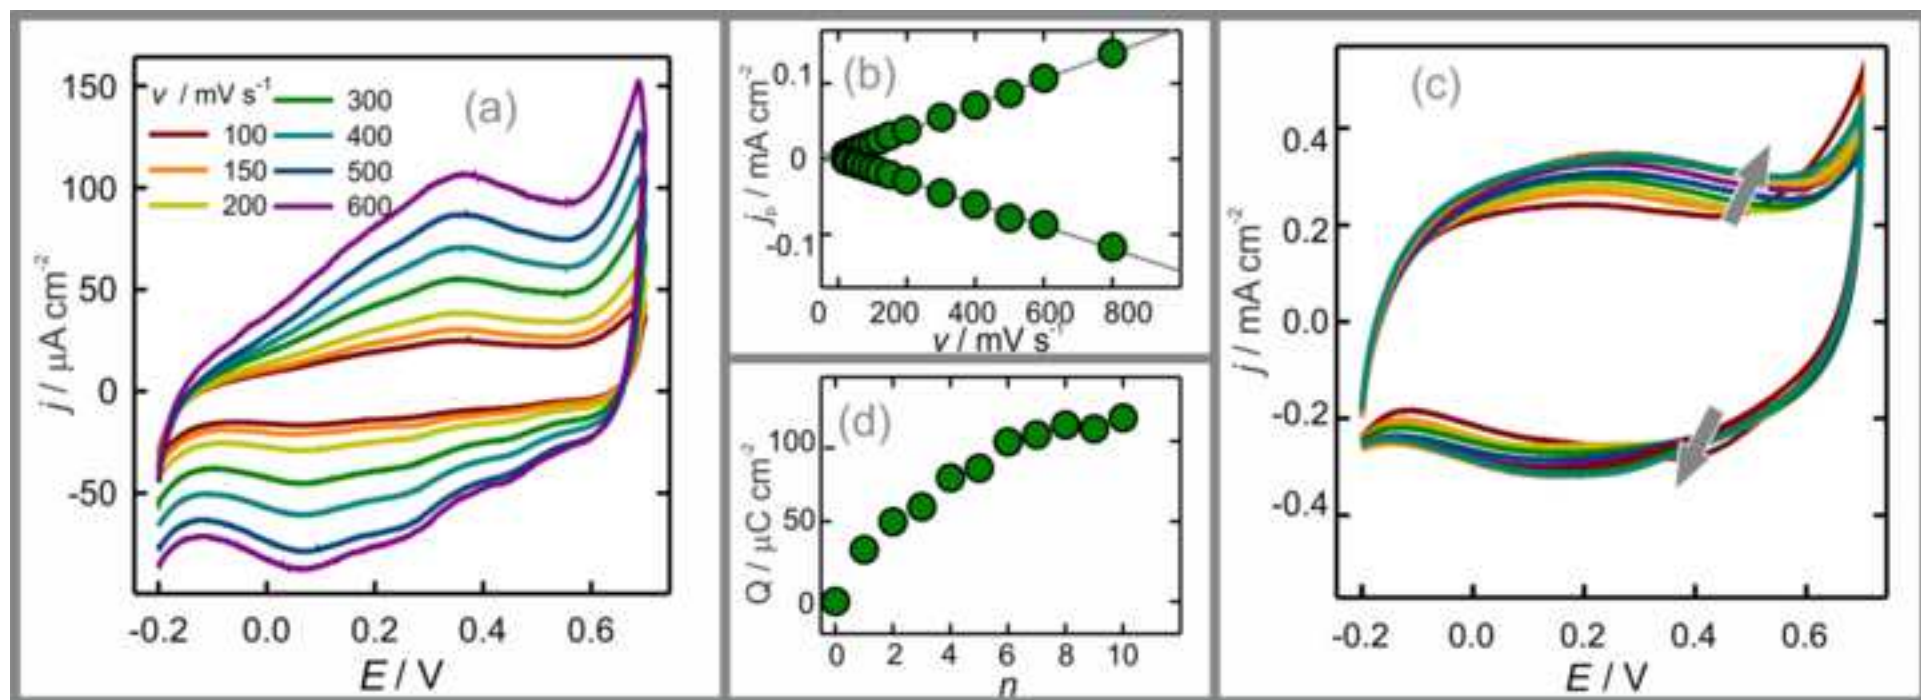 (a)
v / mV s-1
100
150
200
300
400
500
600
150
100
50
0
-50
j / μA cm-2
-0.2 0.0 0.2 0.4 0.6
E / V
(b)
0.1
0
-0.1
jp / mA cm-2
0 200 400 600 800
v / mV s-1
(c)
0.4
0.2
0.0
-0.2
-0.4
j / mA cm-2
-0.2 0.0 0.2 0.4 0.6
E / V
(d)
100
50
0
Q / μC cm-2
0 2 4 6 8 10
n